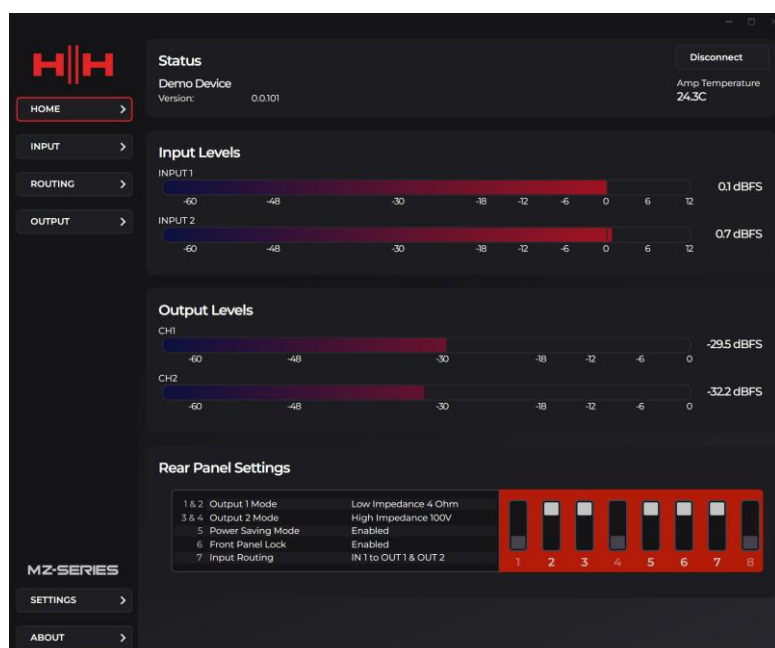 H||H
HOME
INPUT
ROUTING
OUTPUT
Status
Disconnect
Demo Device
Version: 0.0.101
Amp Temperature
24.3C
Input Levels
INPUT 1
0.1 dBFS
-60 -48 -30 -18 -12 -6 0 6 12
INPUT 2
0.7 dBFS
-60 -48 -30 -18 -12 -6 0 6 12
Output Levels
CH1
-29.5 dBFS
-60 -48 -30 -18 -12 -6 0
CH2
-32.2 dBFS
-60 -48 -30 -18 -12 -6 0
Rear Panel Settings
1 & 2 Output 1 Mode Low Impedance 4 Ohm
3 & 4 Output 2 Mode High Impedance 100V
5 Power Saving Mode Enabled
6 Front Panel Lock Enabled
7 Input Routing IN 1 to OUT 1 & OUT 2
1 2 3 4 5 6 7 8
MZ-SERIES
SETTINGS
ABOUT